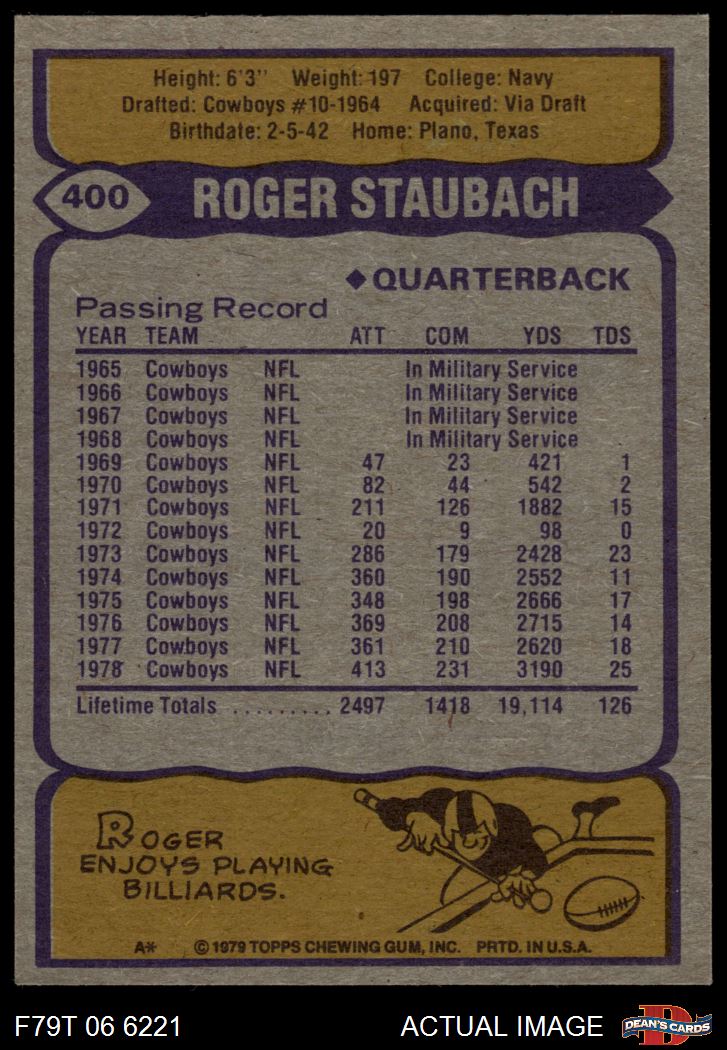 Height: 6'3" Weight: 197 College: Navy
Drafted: Cowboys #10-1964 Acquired: Via Draft
Birthdate: 2-5-42 Home: Plano, Texas
400 ROGER STAUBACH
◆QUARTERBACK
Passing Record
YEAR TEAM ATT COM YDS TDS
1965 Cowboys NFL In Military Service
1966 Cowboys NFL In Military Service
1967 Cowboys NFL In Military Service
1968 Cowboys NFL In Military Service
1969 Cowboys NFL 47 23 421 1
1970 Cowboys NFL 82 44 542 2
1971 Cowboys NFL 211 126 1882 15
1972 Cowboys NFL 20 9 98 0
1973 Cowboys NFL 286 179 2428 23
1974 Cowboys NFL 360 190 2552 11
1975 Cowboys NFL 348 198 2666 17
1976 Cowboys NFL 369 208 2715 14
1977 Cowboys NFL 361 210 2620 18
1978 Cowboys NFL 413 231 3190 25
Lifetime Totals ......... 2497 1418 19,114 126
ROGER
ENJOYS PLAYING
BILLIARDS.
A* © 1979 TOPPS CHEWING GUM, INC. PRTD. IN U.S.A.
F79T 06 6221 ACTUAL IMAGE D DEAN'S CARDS